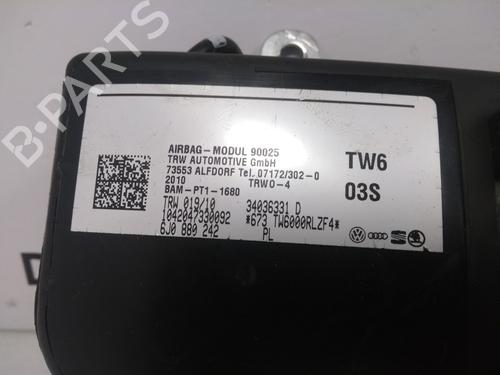 AIRBAG-MODUL 90025
TRW AUTOMOTIVE GmbH
73553 ALFDORF Tel. 07172/302-0
2010 TRWO-4
BAM-PT1-1680
TRW 019/10 34036331 D
1042047330092 *673 TW6000RLZF4*
6J0 880 242 PL
TW6
03S
B-PARTS